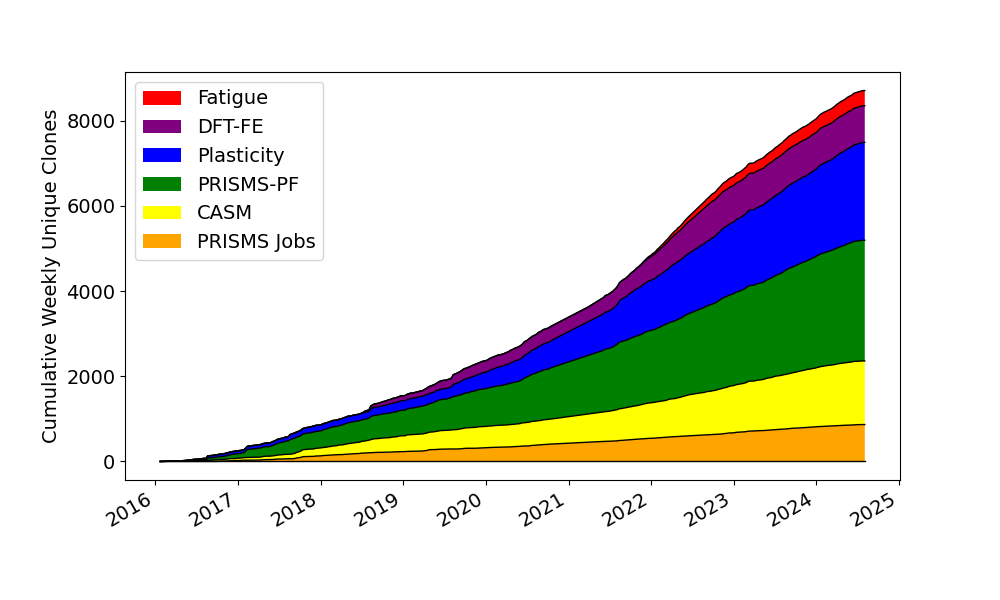 Cumulative Weekly Unique Clones
8000
6000
4000
2000
0
Fatigue
DFT-FE
Plasticity
PRISMS-PF
CASM
PRISMS Jobs
2016
2017
2018
2019
2020
2021
2022
2023
2024
2025